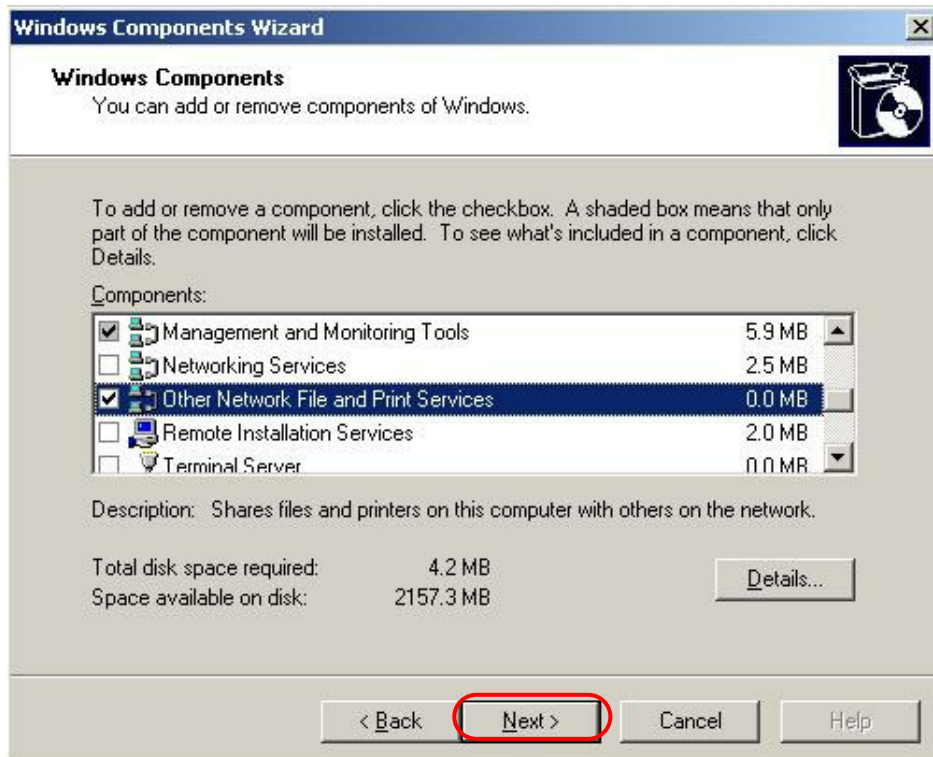 Windows Components Wizard
Windows Components
You can add or remove components of Windows.
To add or remove a component, click the checkbox. A shaded box means that only
part of the component will be installed. To see what's included in a component, click
Details.
Components:
Management and Monitoring Tools 5.9 MB
Networking Services 2.5 MB
Other Network File and Print Services 0.0 MB
Remote Installation Services 2.0 MB
Terminal Server 0.0 MB
Description: Shares files and printers on this computer with others on the network.
Total disk space required: 4.2 MB
Space available on disk: 2157.3 MB
Details...
< Back Next > Cancel Help